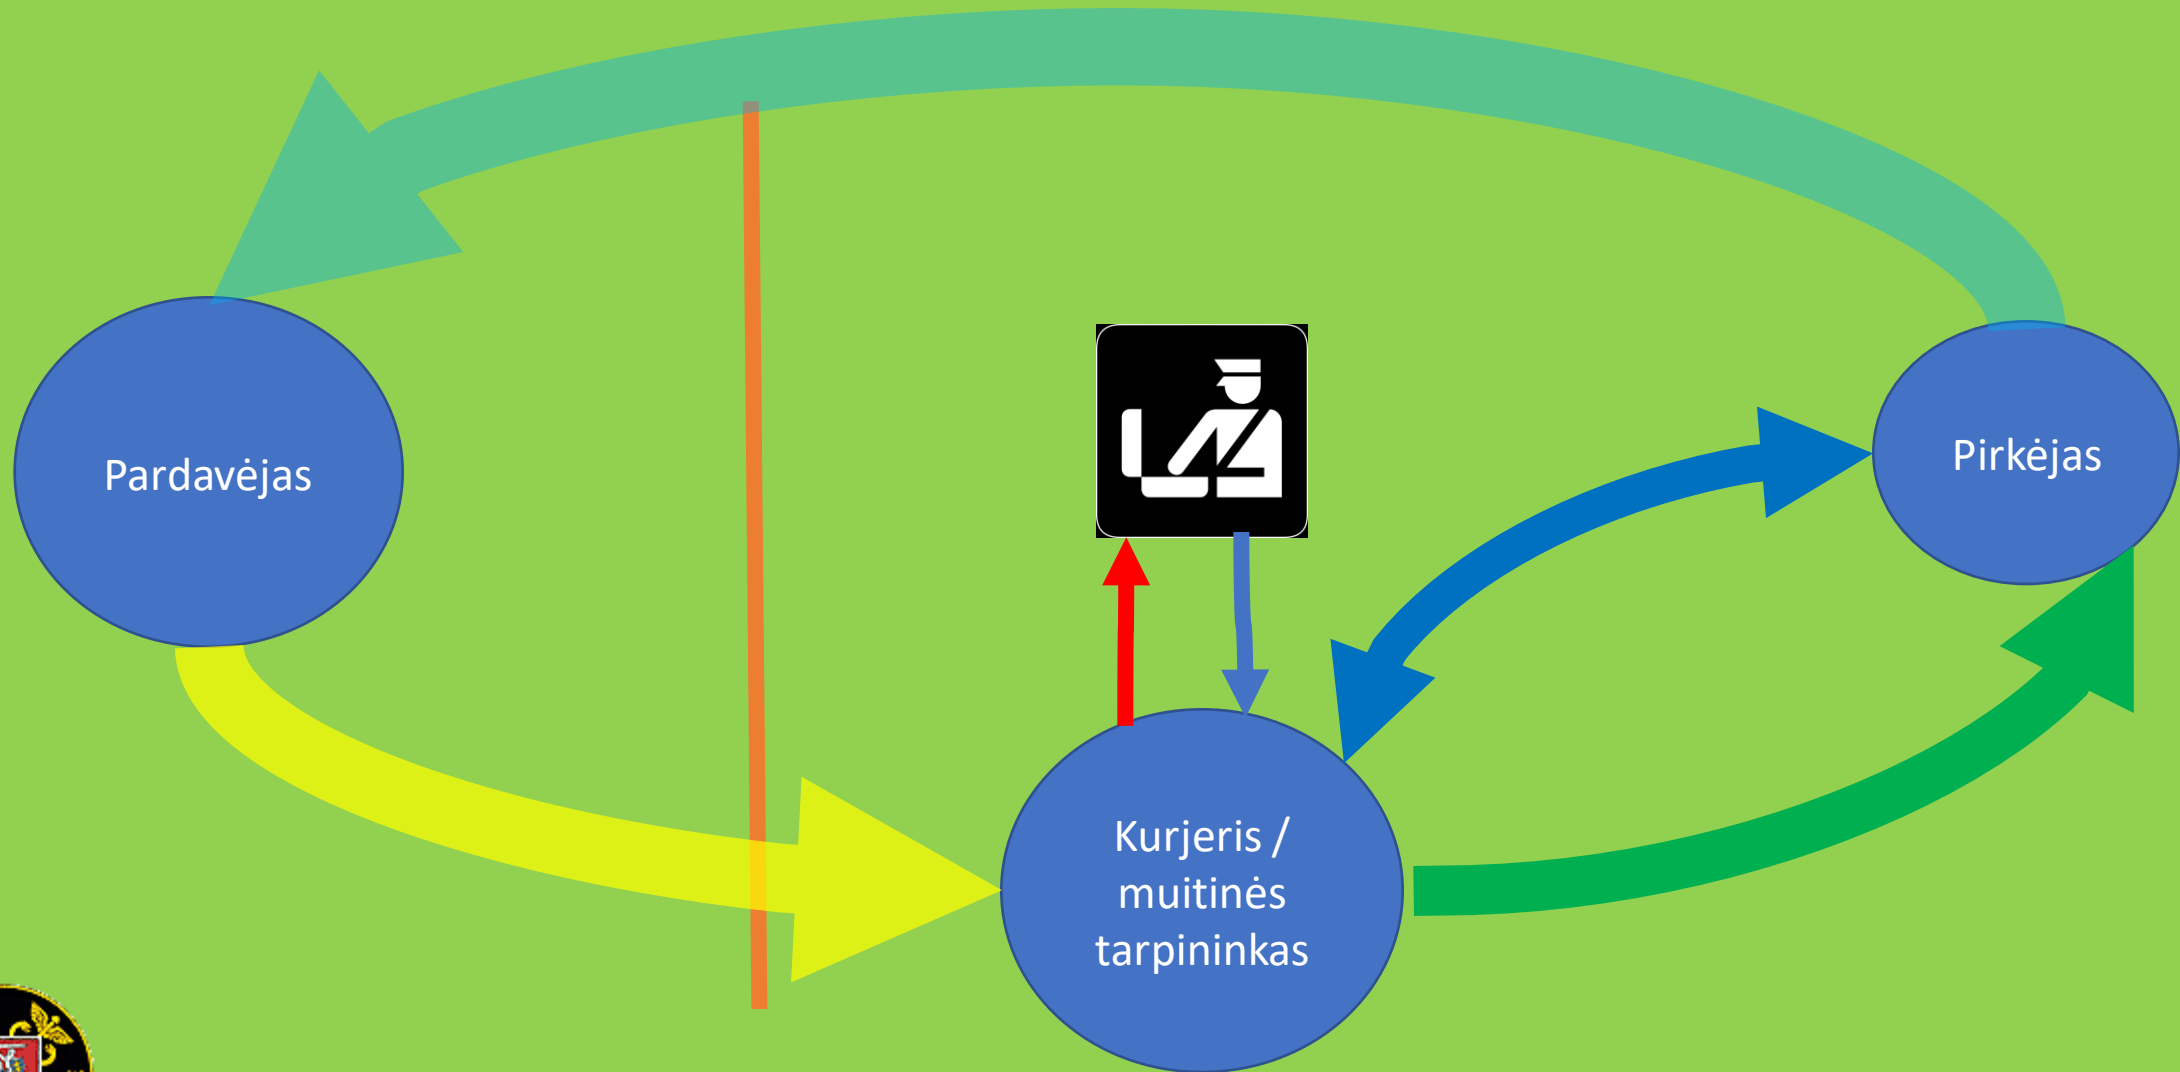 Pardavėjas
Pirkėjas
Kurjeris /
muitinės
tarpininkas